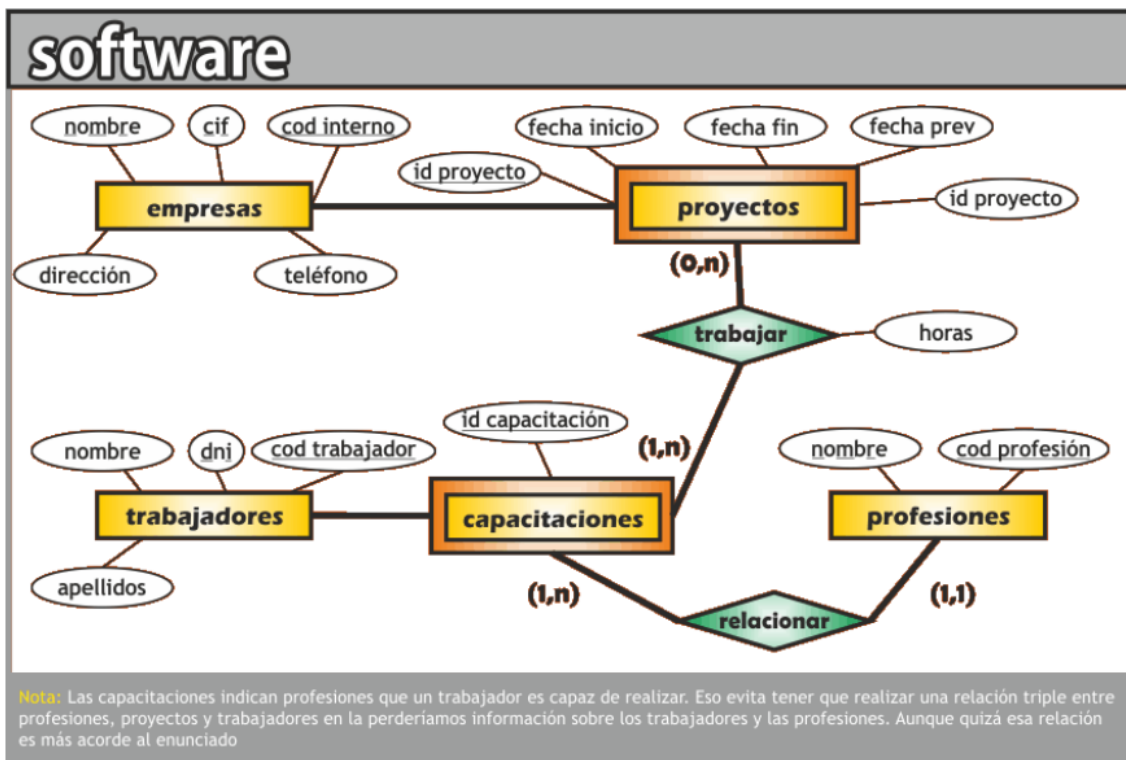 software
nombre
cif
cod interno
fecha inicio
fecha fin
fecha prev
id proyecto
id proyecto
empresas
proyectos
dirección
teléfono
(0,n)
trabajar
horas
nombre
dni
cod trabajador
id capacitación
(1,n)
nombre
cod profesión
trabajadores
capacitaciones
profesiones
apellidos
(1,n)
(1,1)
relacionar
Nota: Las capacitaciones indican profesiones que un trabajador es capaz de realizar. Eso evita tener que realizar una relación triple entre
profesiones, proyectos y trabajadores en la perderíamos información sobre los trabajadores y las profesiones. Aunque quizá esa relación
es más acorde al enunciado